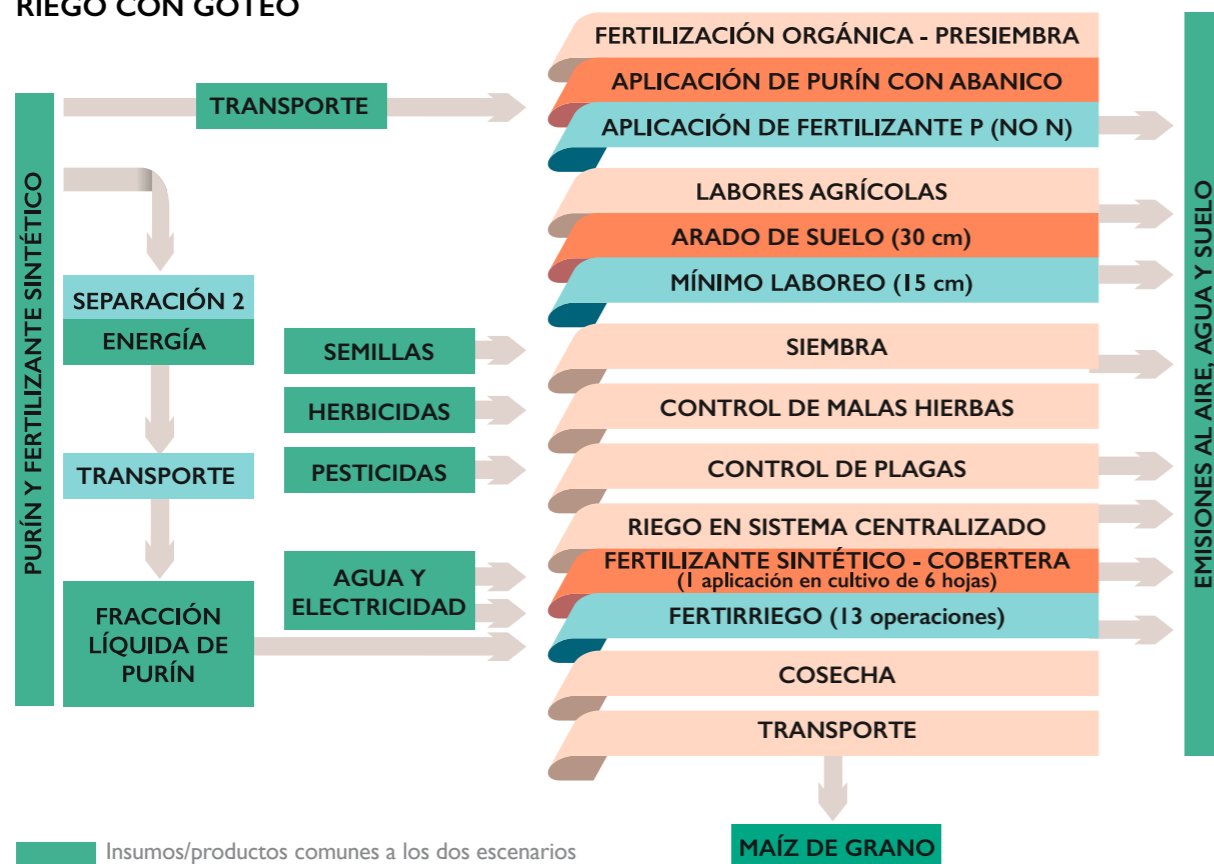 RIEGO CON GOTEO
PURÍN Y FERTILIZANTE SINTÉTICO
TRANSPORTE
SEPARACIÓN 2
ENERGÍA
TRANSPORTE
FRACCIÓN
LÍQUIDA DE
PURÍN
SEMILLAS
HERBICIDAS
PESTICIDAS
AGUA Y
ELECTRICIDAD
FERTILIZACIÓN ORGÁNICA - PRESIEMBRA
APLICACIÓN DE PURÍN CON ABANICO
APLICACIÓN DE FERTILIZANTE P (NO N)
LABORES AGRÍCOLAS
ARADO DE SUELO (30 cm)
MÍNIMO LABOREO (15 cm)
SIEMBRA
CONTROL DE MALAS HIERBAS
CONTROL DE PLAGAS
RIEGO EN SISTEMA CENTRALIZADO
FERTILIZANTE SINTÉTICO - COBERTERA
(1 aplicación en cultivo de 6 hojas)
FERTIRRIEGO (13 operaciones)
COSECHA
TRANSPORTE
MAÍZ DE GRANO
EMISIONES AL AIRE, AGUA Y SUELO
Insumos/productos comunes a los dos escenarios